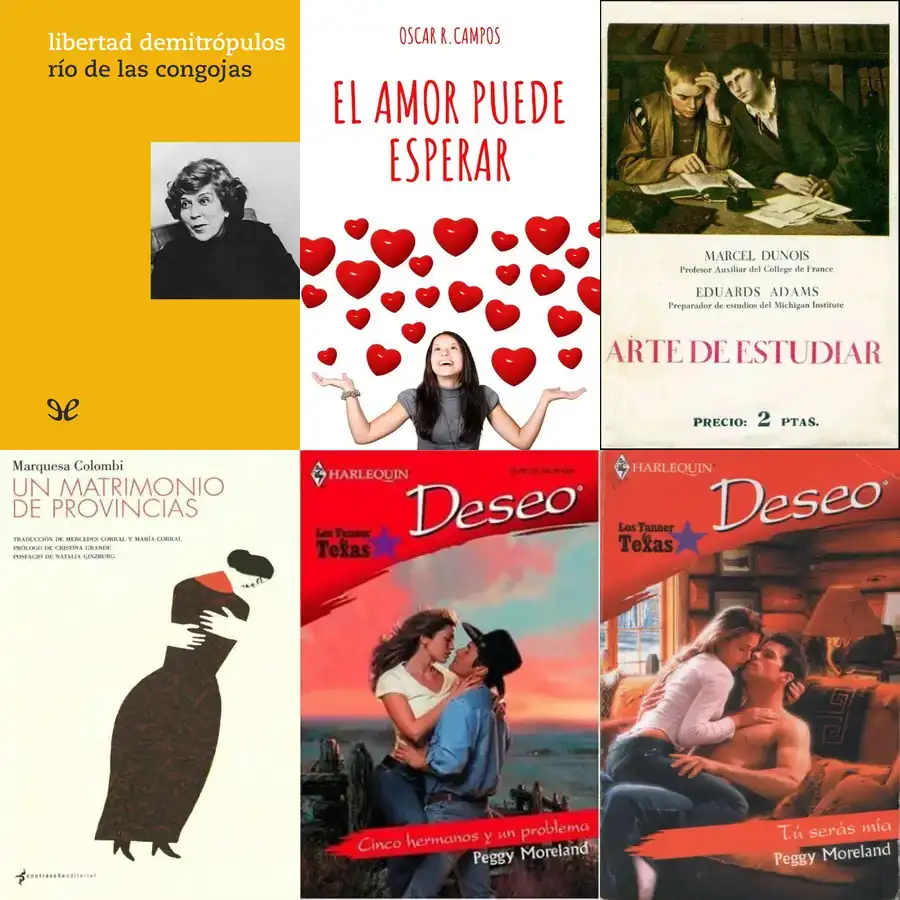 libertad demitrópulos
río de las congojas
OSCAR R. CAMPOS
EL AMOR PUEDE
ESPERAR
MARCEL DUNOIS
Profesor Auxiliar del College de France
EDUARDS ADAMS
Preparador de estudios del Michigan Institute
ARTE DE ESTUDIAR
PRECIO: 2 PTAS.
Marquesa Colombi
UN MATRIMONIO
DE PROVINCIAS
TRADUCCIÓN DE MERCEDES CORRAL Y MARÍA CORRAL
PRÓLOGO DE CRISTINA GRANDE
POSFACIO DE NATALIA GINZBURG
contraseñaeditorial
HARLEQUIN
Deseo
Los Tanner
de
Texas
Cinco hermanos y un problema
Peggy Moreland
HARLEQUIN
Deseo
Los Tanner
de
Texas
Tú serás mía
Peggy Moreland